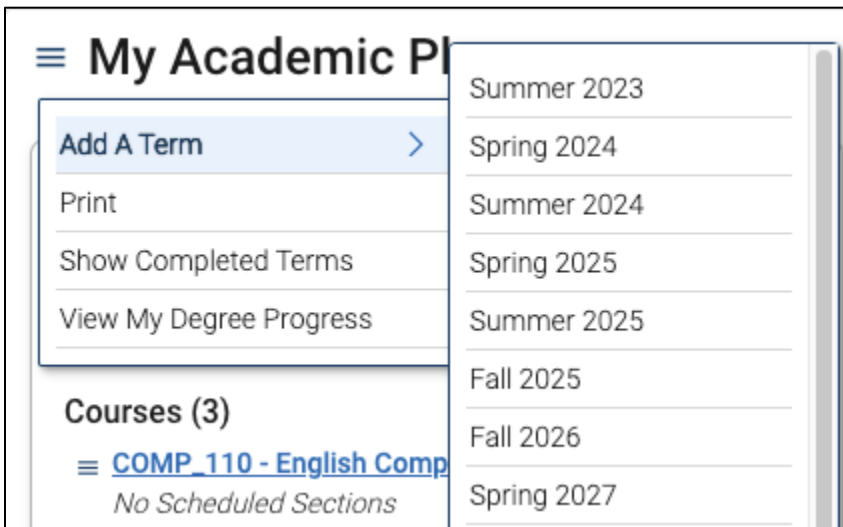 My Academic Pl
Add A Term
Print
Show Completed Terms
View My Degree Progress
Summer 2023
Spring 2024
Summer 2024
Spring 2025
Summer 2025
Fall 2025
Fall 2026
Spring 2027
Courses (3)
COMP_110 - English Comp
No Scheduled Sections